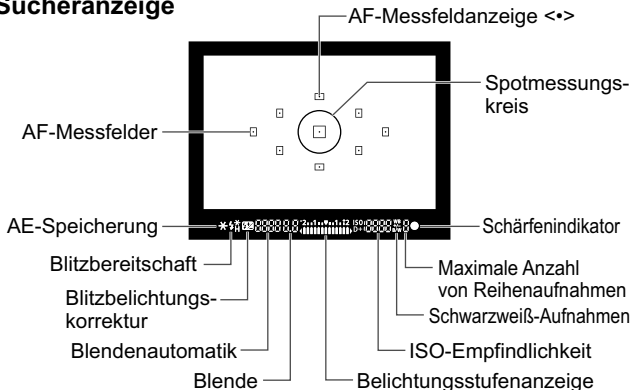 Sucheranzeige
AF-Messfeldanzeige <•>
Spotmessungs-
kreis
AF-Messfelder
AE-Speicherung
Schärfenindikator
Blitzbereitschaft
Maximale Anzahl
von Reihenaufnahmen
Blitzbelichtungs-
korrektur
Schwarzweiß-Aufnahmen
Blendenautomatik
ISO-Empfindlichkeit
Blende
Belichtungsstufenanzeige